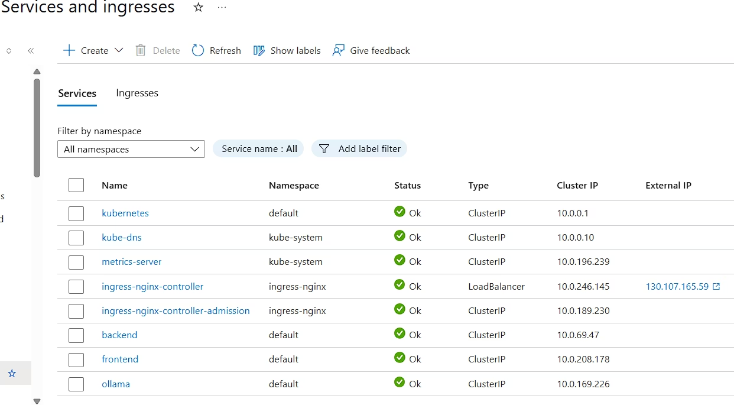 Services and ingresses
Create Delete Refresh Show labels Give feedback
Services Ingresses
Filter by namespace
All namespaces Service name : All Add label filter
Name Namespace Status Type Cluster IP External IP
kubernetes default Ok ClusterIP 10.0.0.1
kube-dns kube-system Ok ClusterIP 10.0.0.10
metrics-server kube-system Ok ClusterIP 10.0.196.239
ingress-nginx-controller ingress-nginx Ok LoadBalancer 10.0.246.145 130.107.165.59
ingress-nginx-controller-admission ingress-nginx Ok ClusterIP 10.0.189.230
backend default Ok ClusterIP 10.0.69.47
frontend default Ok ClusterIP 10.0.208.178
ollama default Ok ClusterIP 10.0.169.226